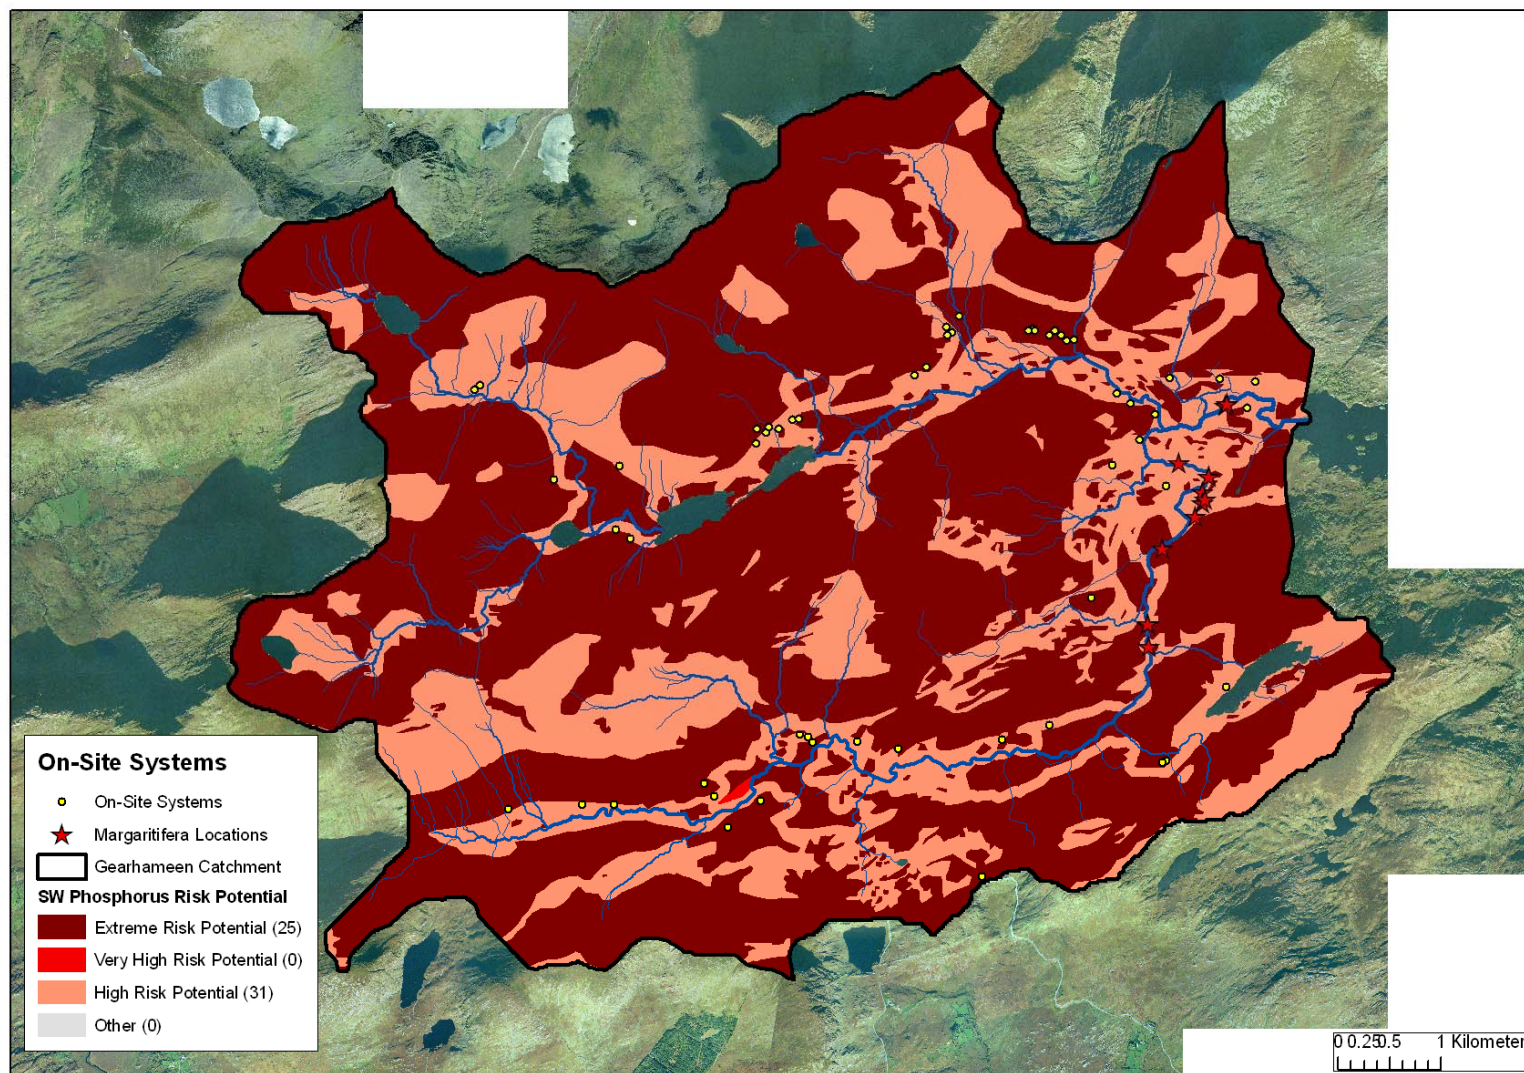 On-Site Systems
On-Site Systems
Margaritifera Locations
Gearhameen Catchment
SW Phosphorus Risk Potential
Extreme Risk Potential (25)
Very High Risk Potential (0)
High Risk Potential (31)
Other (0)
0 0.25 0.5 1 Kilometer